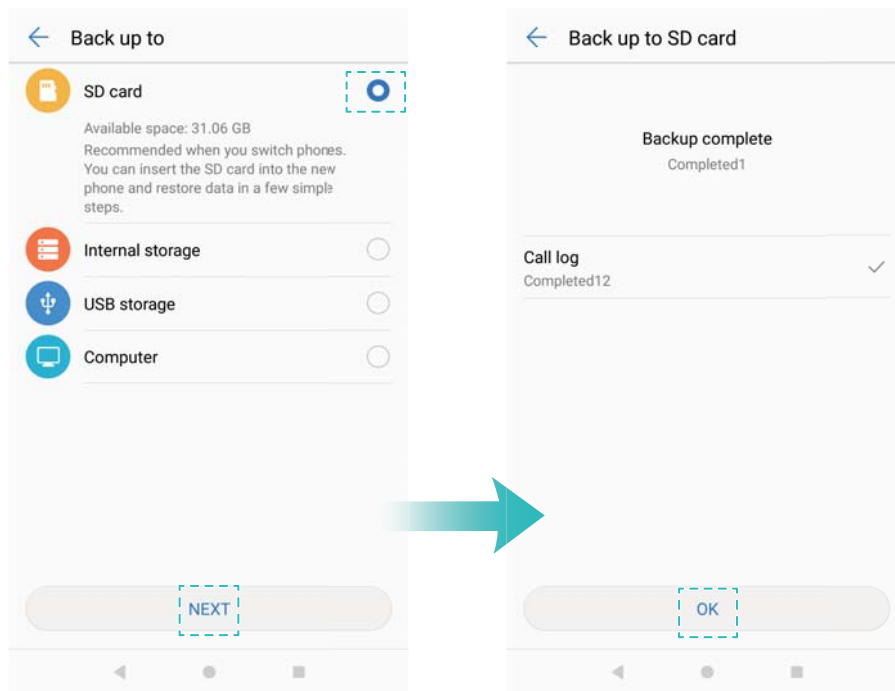 Back up to
SD card
Available space: 31.06 GB
Recommended when you switch phones.
You can insert the SD card into the new
phone and restore data in a few simple
steps.
Internal storage
USB storage
Computer
NEXT
Back up to SD card
Backup complete
Completed1
Call log
Completed12
OK